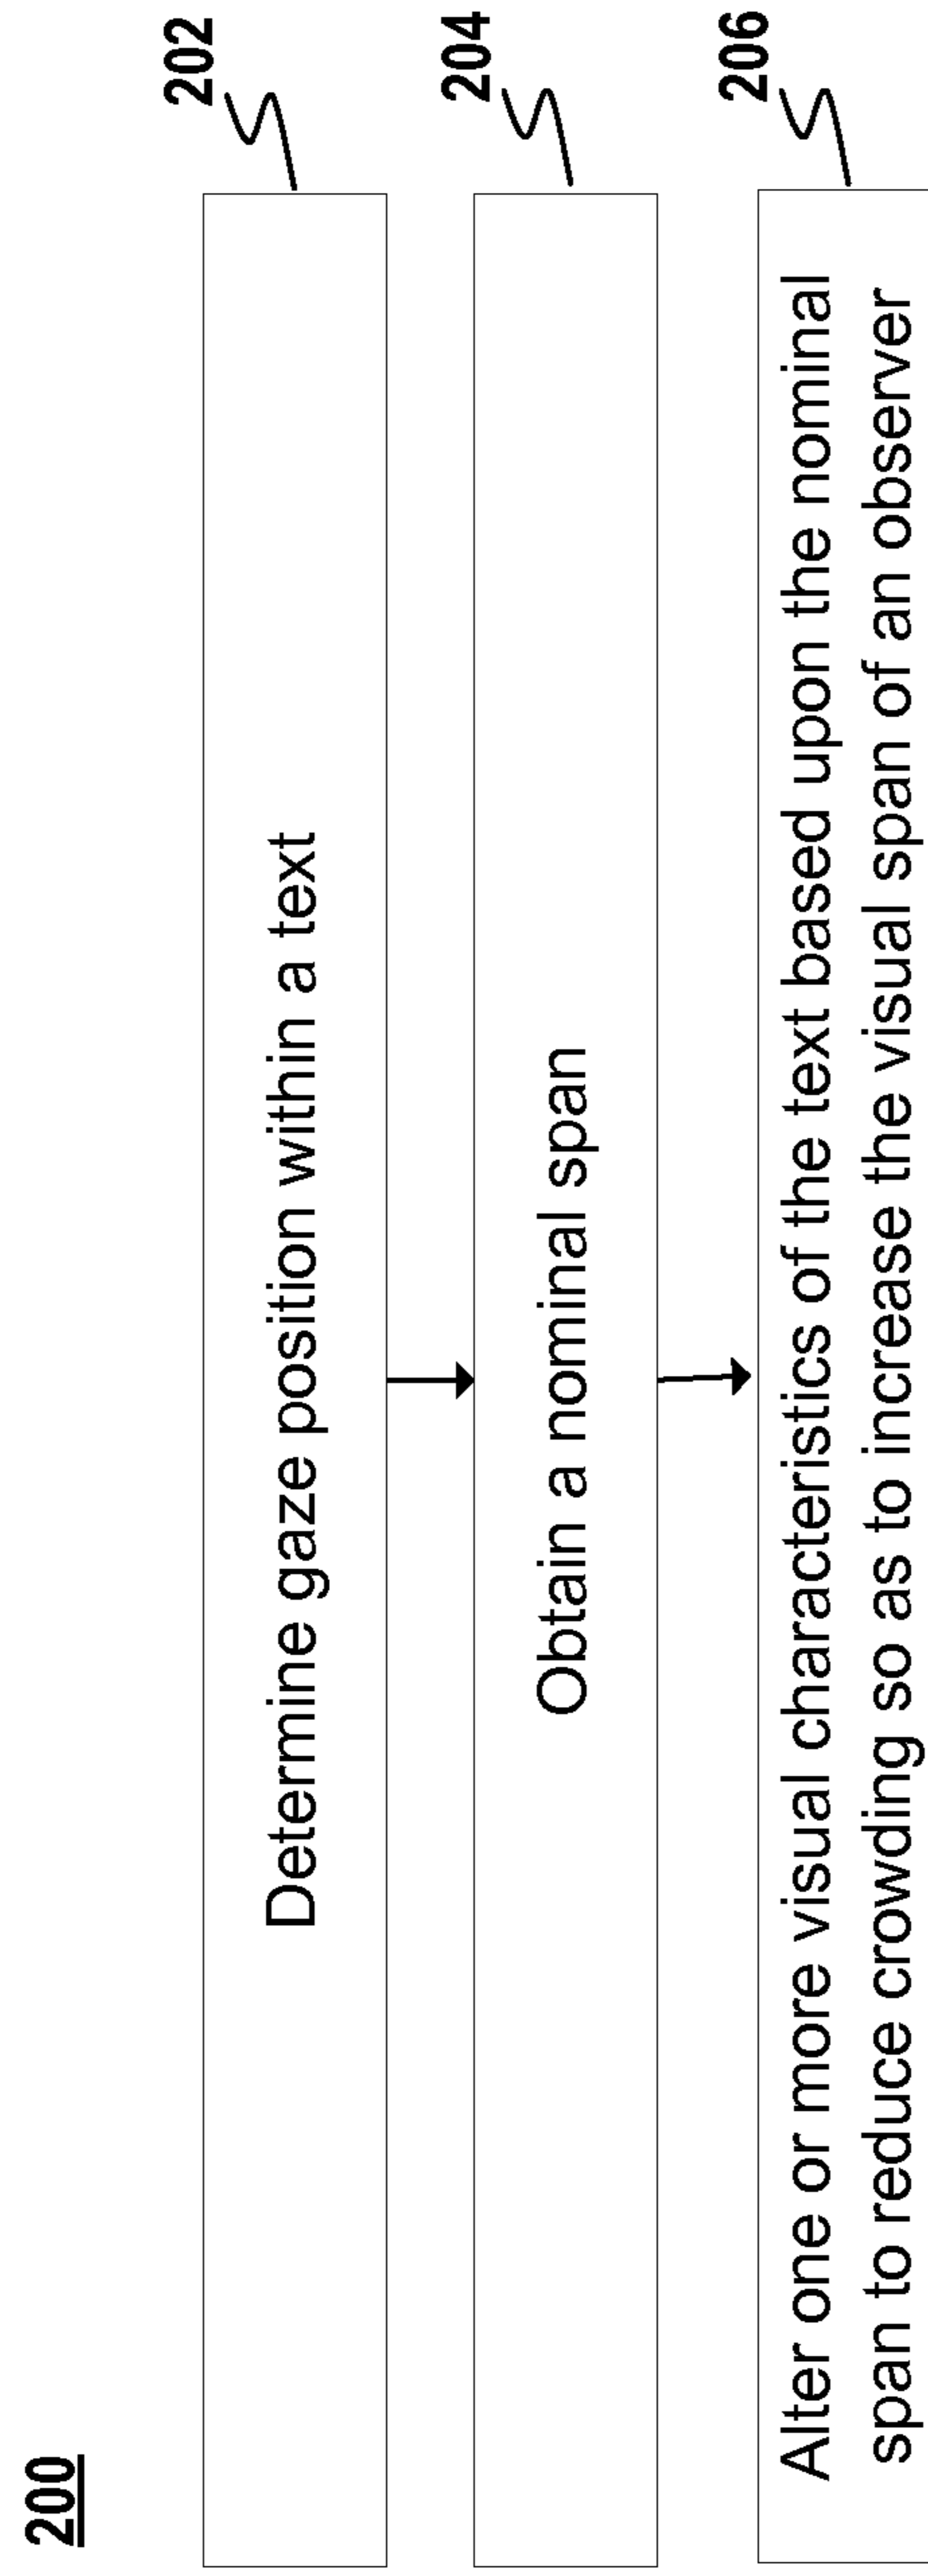 200
202
Determine gaze position within a text
204
Obtain a nominal span
206
Alter one or more visual characteristics of the text based upon the nominal
span to reduce crowding so as to increase the visual span of an observer